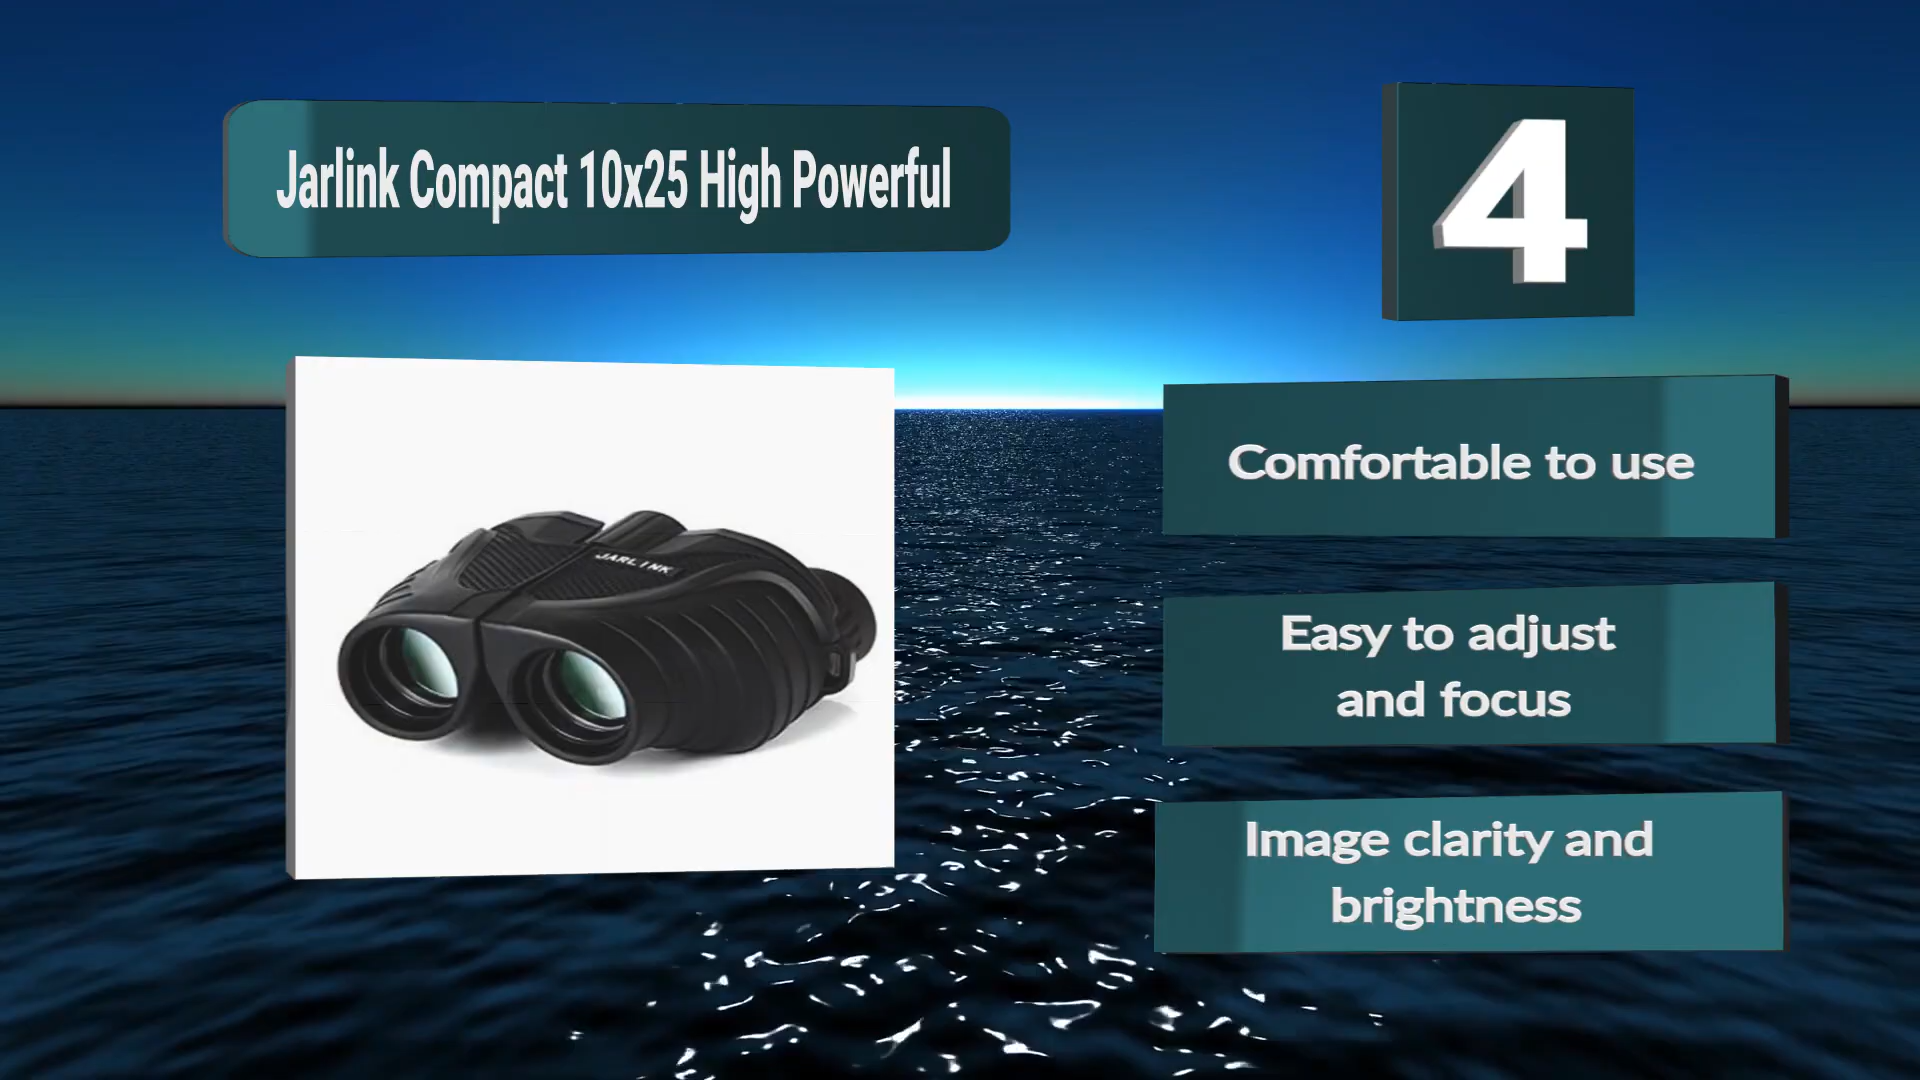 Jarlink Compact 10x25 High Powerful
4
JARLINK
Comfortable to use
Easy to adjust
and focus
Image clarity and
brightness